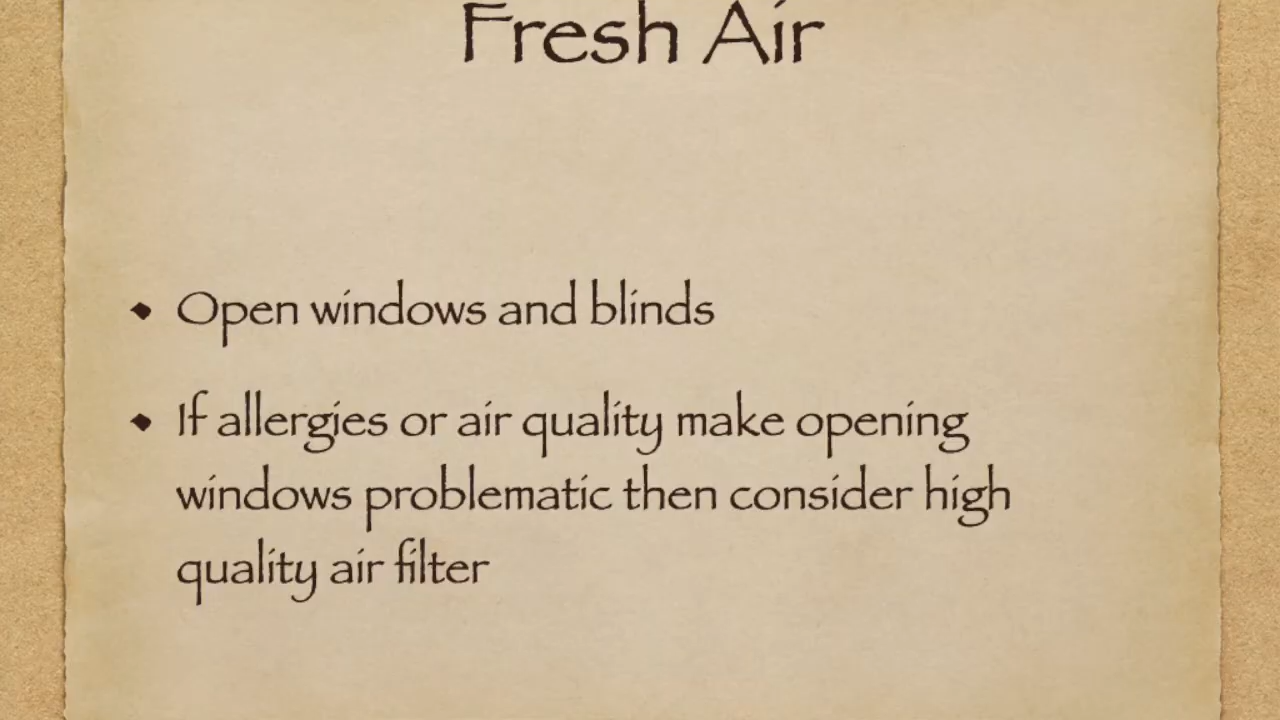 Fresh Air
Open windows and blinds
If allergies or air quality make opening
windows problematic then consider high
quality air filter